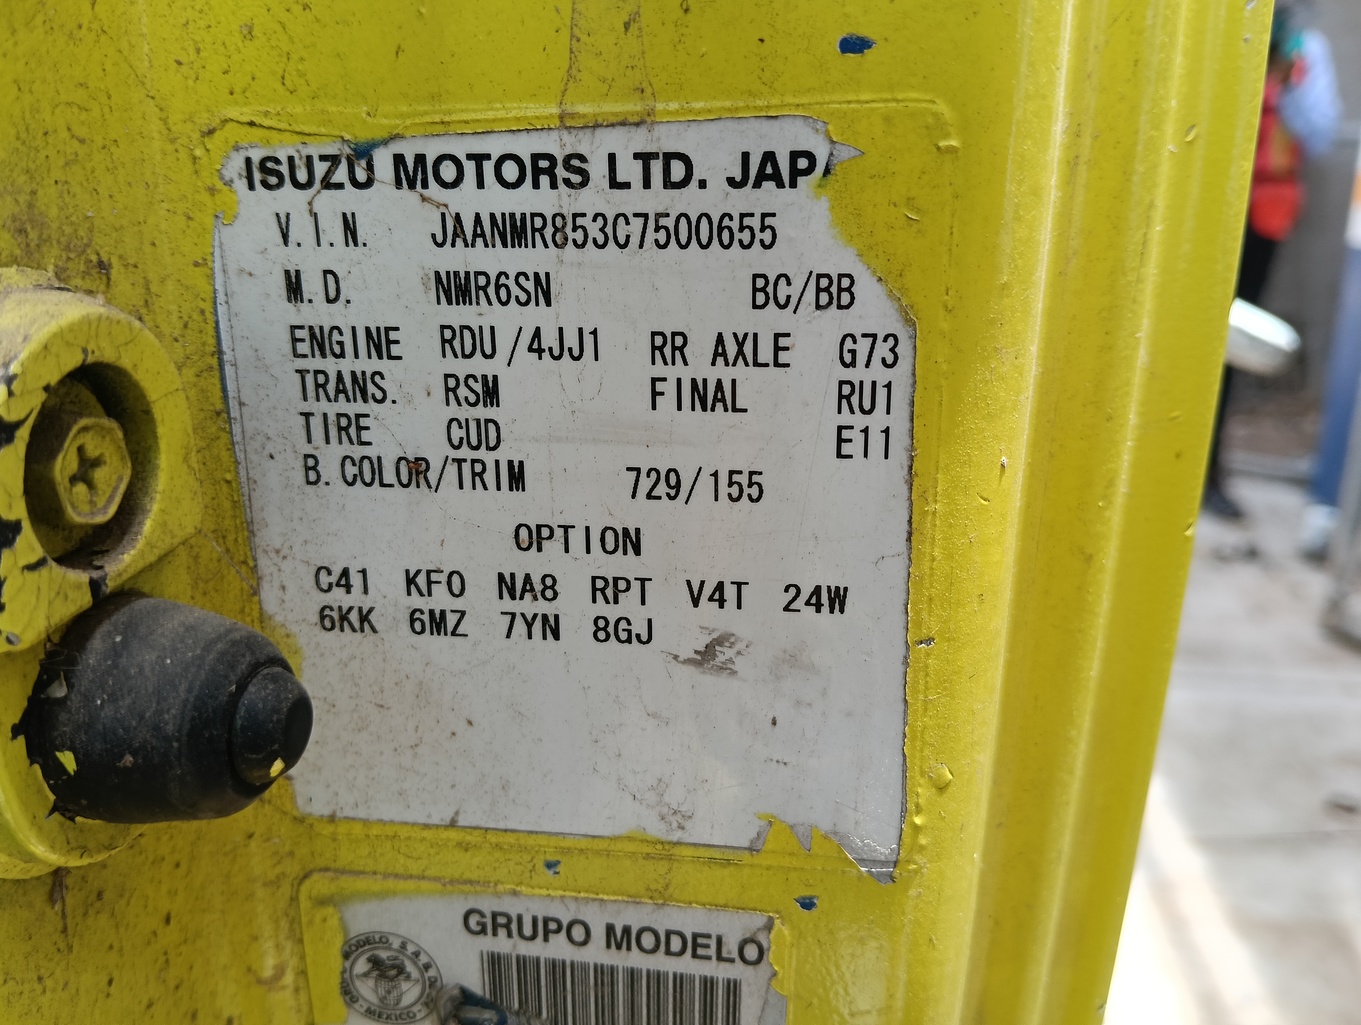 ISUZU MOTORS LTD. JAP
V.I.N. JAANMR853C7500655
M.D. NMR6SN BC/BB
ENGINE RDU/4JJ1 RR AXLE G73
TRANS. RSM FINAL RU1
TIRE CUD E11
B.COLOR/TRIM 729/155
OPTION
C41 KF0 NA8 RPT V4T 24W
6KK 6MZ 7YN 8GJ
GRUPO MODELO
MODELO, S.A.B. D
MEXICO